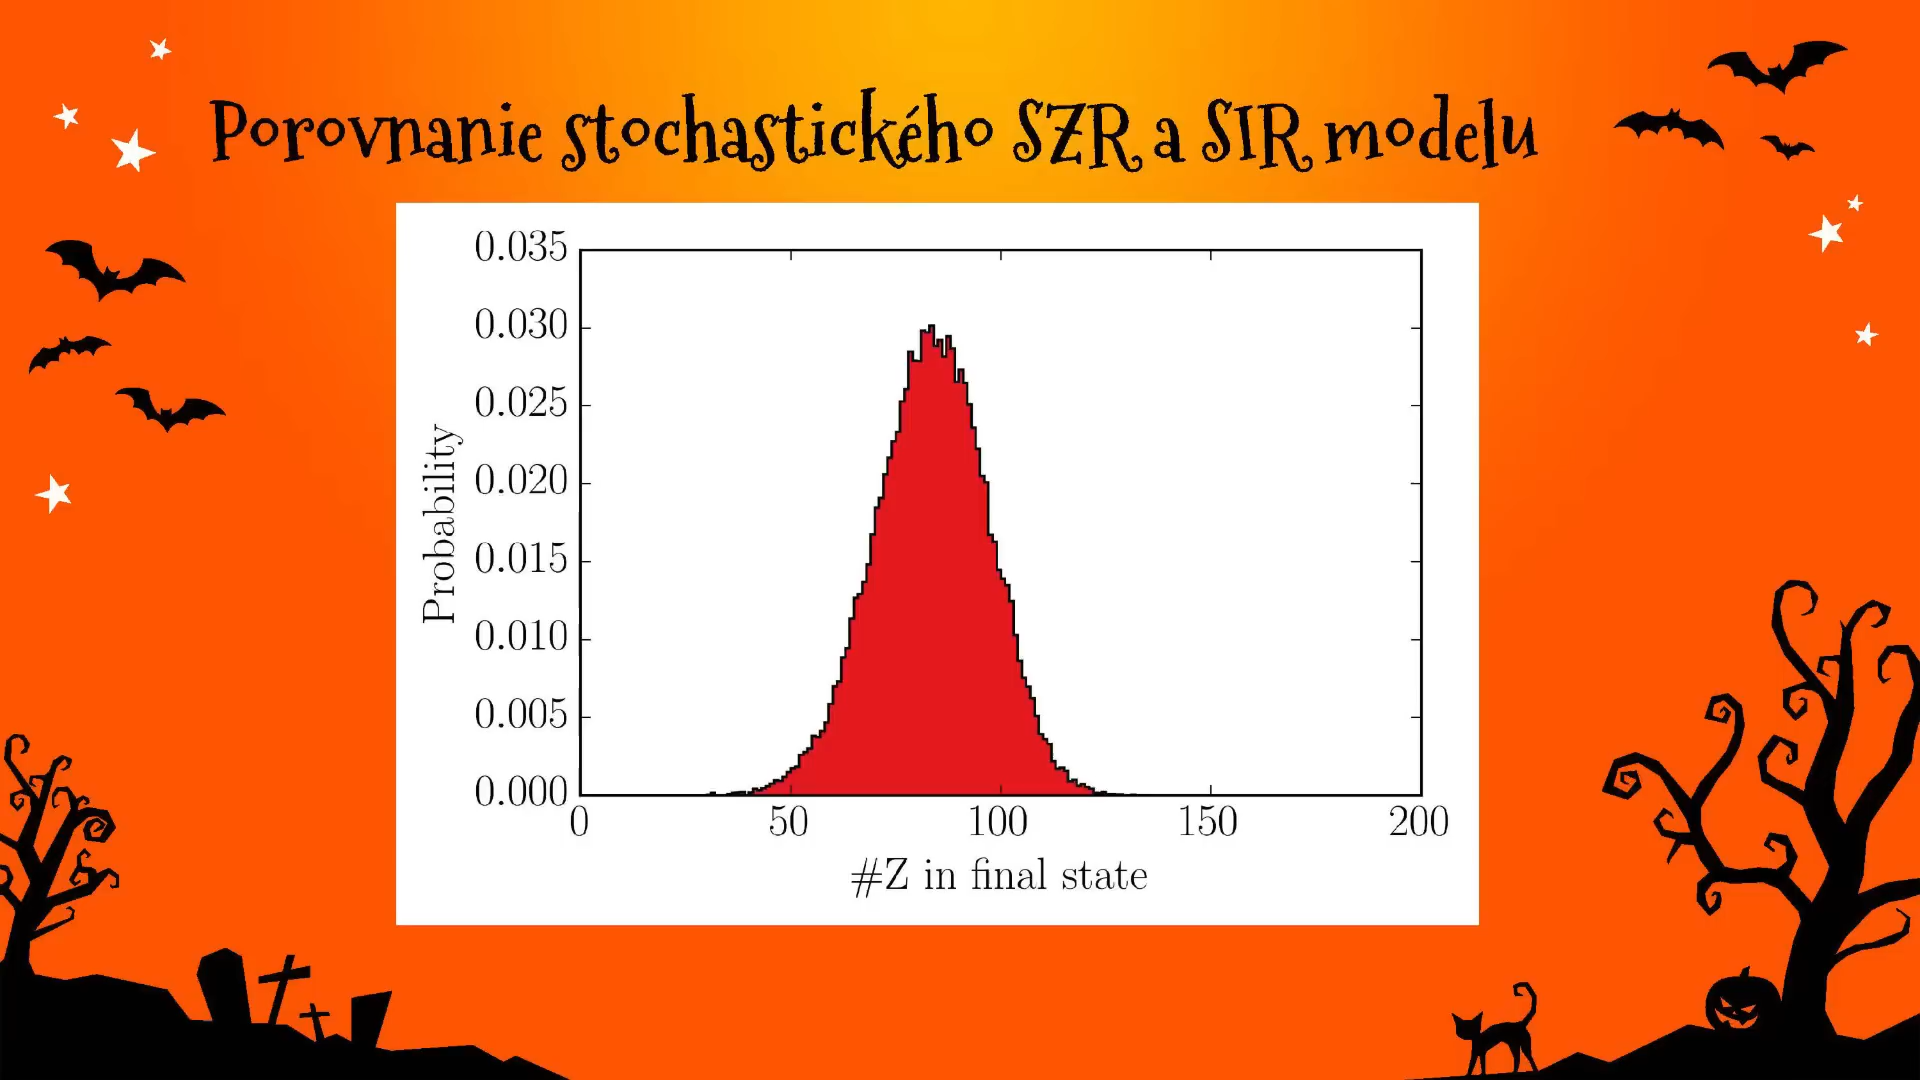 Porovnanie stochastického SZR a SIR modelu
0.035
0.030
0.025
0.020
0.015
0.010
0.005
0.000
Probability
0 50 100 150 200
#Z in final state